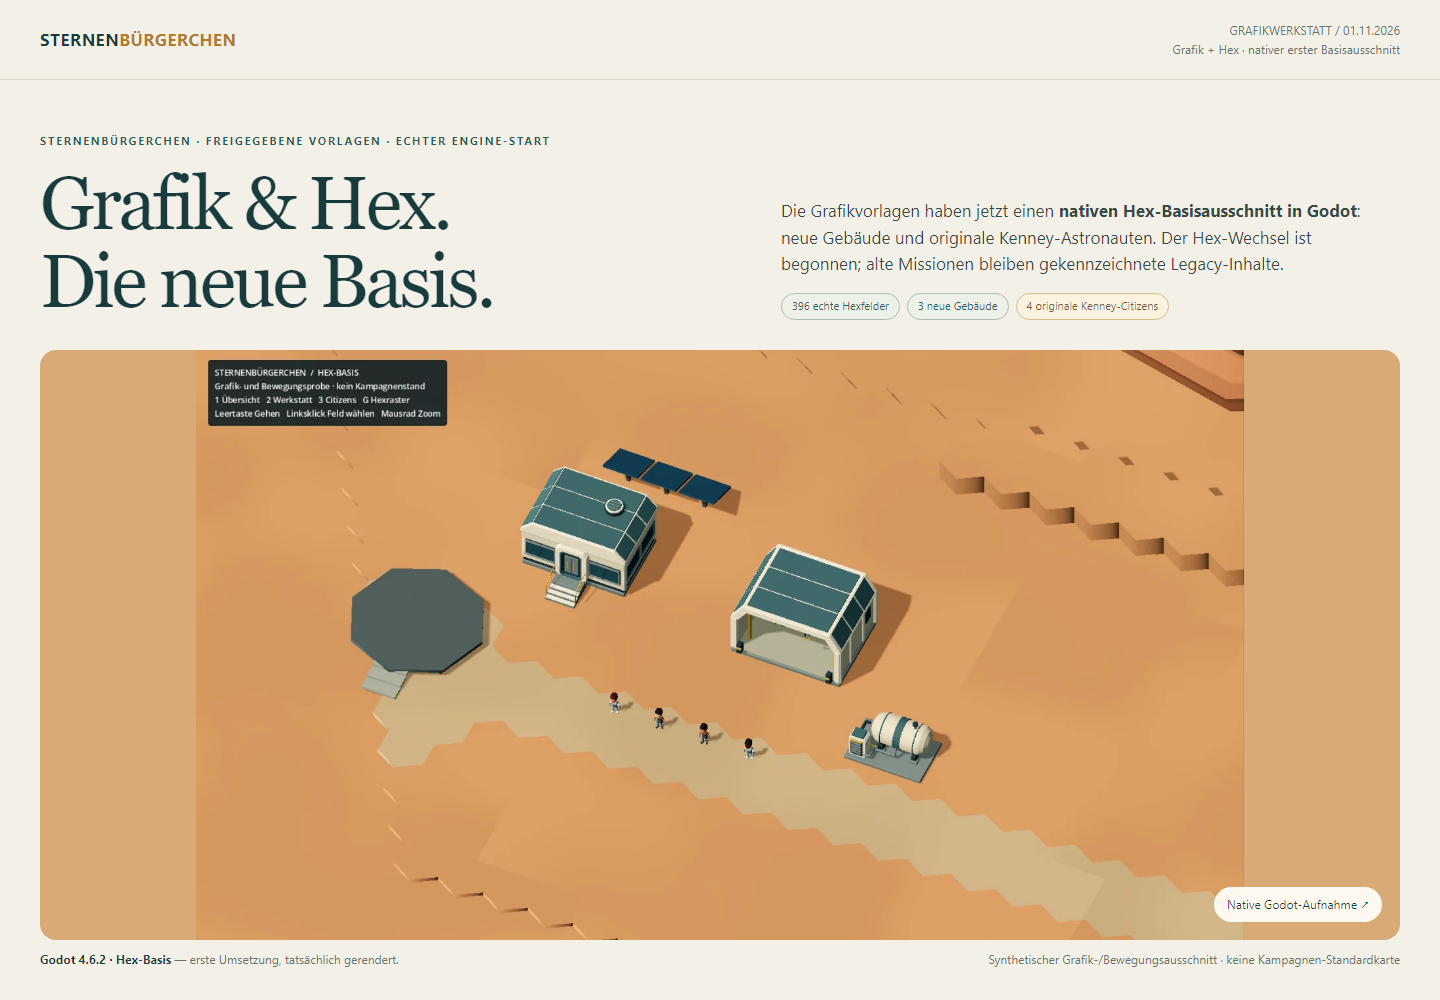 STERNENBÜRGERCHEN
GRAFIKWERKSTATT / 01.11.2026
Grafik + Hex · nativer erster Basisausschnitt
STERNENBÜRGERCHEN · FREIGEGEBENE VORLAGEN · ECHTER ENGINE-START
Grafik & Hex.
Die neue Basis.
Die Grafikvorlagen haben jetzt einen nativen Hex-Basisausschnitt in Godot:
neue Gebäude und originale Kenney-Astronauten. Der Hex-Wechsel ist
begonnen; alte Missionen bleiben gekennzeichnete Legacy-Inhalte.
396 echte Hexfelder
3 neue Gebäude
4 originale Kenney-Citizens
STERNENBÜRGERCHEN / HEX-BASIS
Grafik- und Bewegungsprobe · kein Kampagnenstand
1 Übersicht 2 Werkstatt 3 Citizens G Hexraster
Leertaste Gehen Linksklick Feld wählen Mausrad Zoom
Native Godot-Aufnahme ↗
Godot 4.6.2 · Hex-Basis — erste Umsetzung, tatsächlich gerendert.
Synthetischer Grafik-/Bewegungsausschnitt · keine Kampagnen-Standardkarte